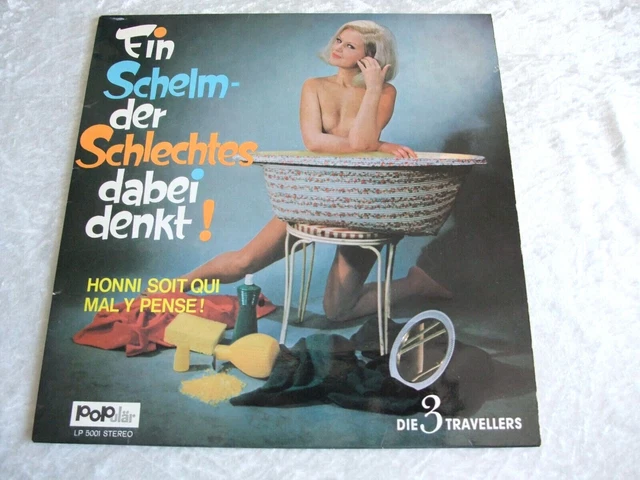 Ein
Schelm-
der
Schlechtes
dabei
denkt!
HONNI SOIT QUI
MAL Y PENSE!
POPulär
LP 5001 STEREO
DIE 3 TRAVELLERS